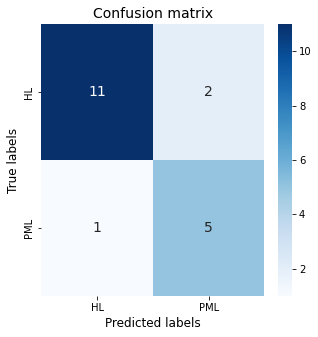 Confusion matrix
HL
11
2
10
8
True labels
6
PML
1
5
4
2
HL
PML
Predicted labels